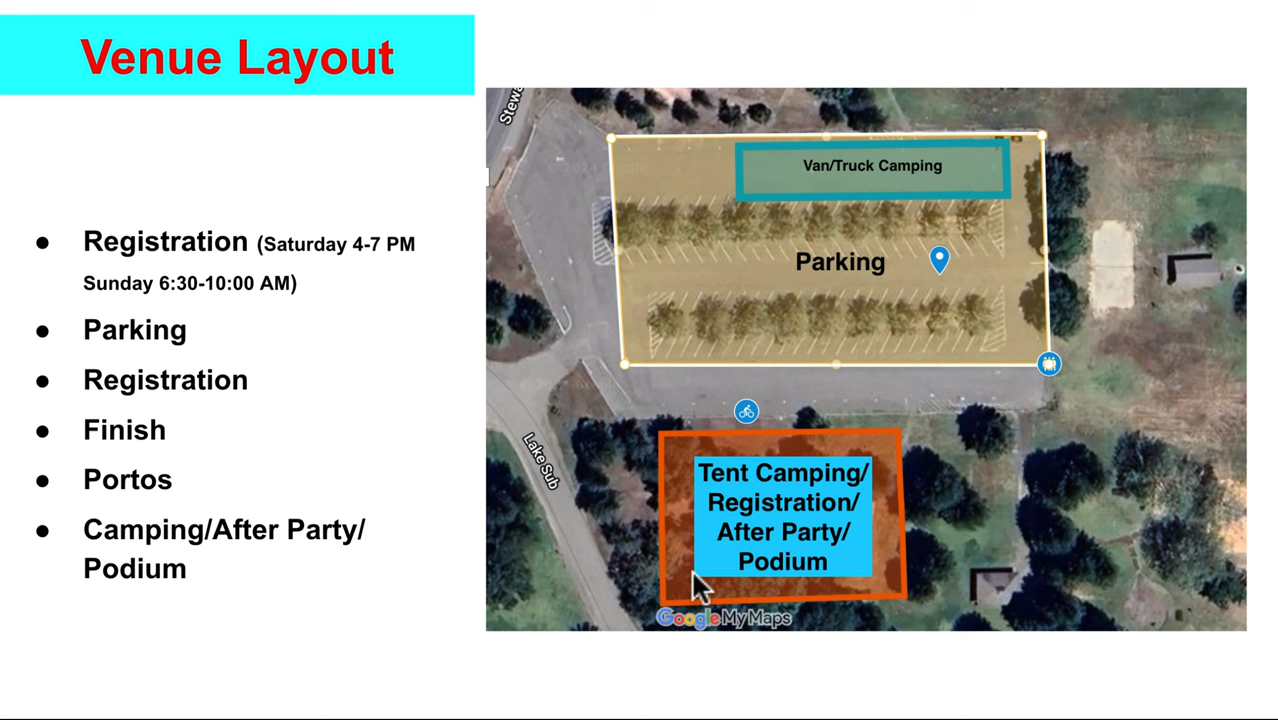 Venue Layout
● Registration (Saturday 4-7 PM
Sunday 6:30-10:00 AM)
● Parking
● Registration
● Finish
● Portos
● Camping/After Party/
Podium
Stewa
Van/Truck Camping
Parking
Lake Sub
Tent Camping/
Registration/
After Party/
Podium
Google My Maps